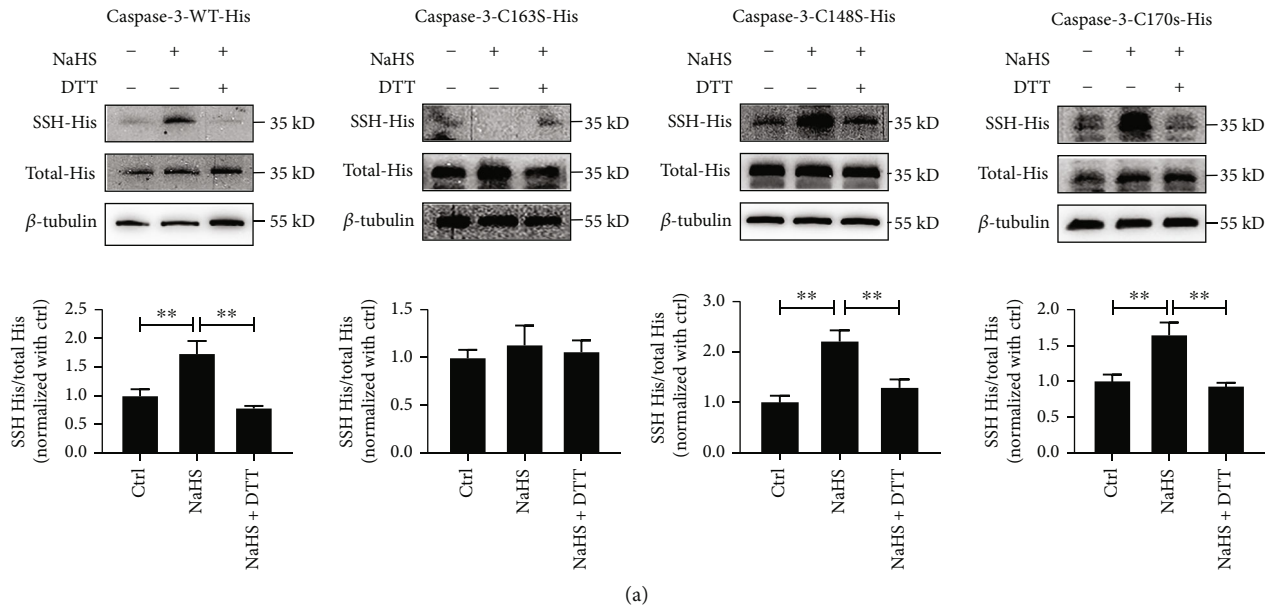 Caspase-3-WT-His
NaHS − + +
DTT − − +
SSH-His 35 kD
Total-His 35 kD
β-tubulin 55 kD
SSH His/total His
(normalized with ctrl)
2.5
2.0
1.5
1.0
0.5
0.0
** **
Ctrl
NaHS
NaHS + DTT
Caspase-3-C163S-His
NaHS − + +
DTT − − +
SSH-His 35 kD
Total-His 35 kD
β-tubulin 55 kD
SSH His/total His
(normalized with ctrl)
1.5
1.0
0.5
0.0
Ctrl
NaHS
NaHS + DTT
Caspase-3-C148S-His
NaHS − + +
DTT − − +
SSH-His 35 kD
Total-His 35 kD
β-tubulin 55 kD
SSH His/total His
(normalized with ctrl)
3.0
2.0
1.0
0.0
** **
Ctrl
NaHS
NaHS + DTT
Caspase-3-C170s-His
NaHS − + +
DTT − − +
SSH-His 35 kD
Total-His 35 kD
β-tubulin 55 kD
SSH His/total His
(normalized with ctrl)
2.0
1.5
1.0
0.5
0.0
** **
Ctrl
NaHS
NaHS + DTT
(a)